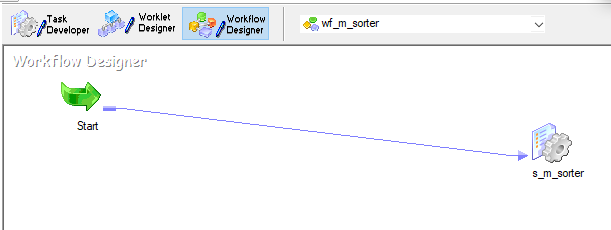 Task
Developer
Worklet
Designer
Workflow
Designer
wf_m_sorter
Workflow Designer
Start
s_m_sorter